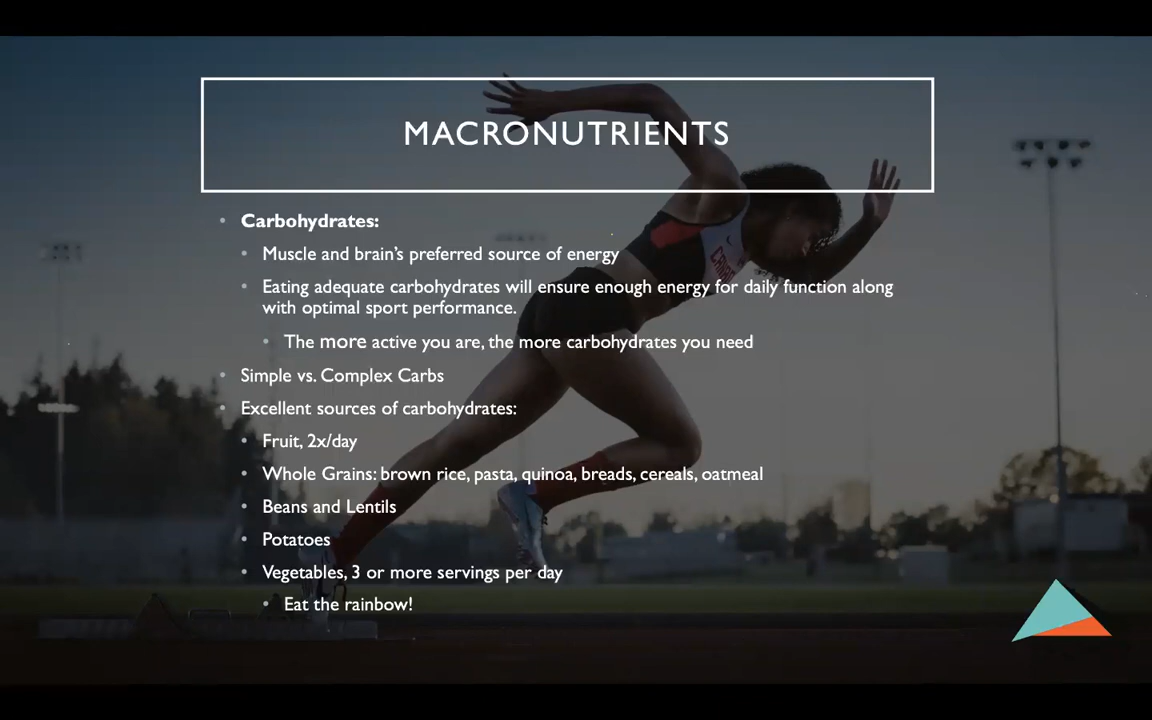 MACRONUTRIENTS
Carbohydrates:
Muscle and brain's preferred source of energy
Eating adequate carbohydrates will ensure enough energy for daily function along
with optimal sport performance.
The more active you are, the more carbohydrates you need
Simple vs. Complex Carbs
Excellent sources of carbohydrates:
Fruit, 2x/day
Whole Grains: brown rice, pasta, quinoa, breads, cereals, oatmeal
Beans and Lentils
Potatoes
Vegetables, 3 or more servings per day
Eat the rainbow!